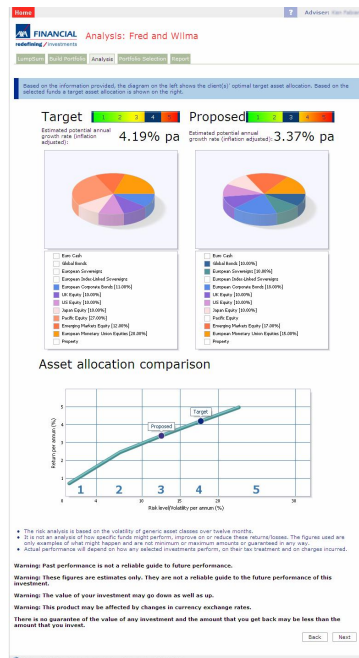 Home
? Adviser:
AXA FINANCIAL
redefining / investments
Analysis: Fred and Wilma
LumpSum Build Portfolio Analysis Portfolio Selection Report
Based on the information provided, the diagram on the left shows the client(s)' optimal target asset allocation. Based on the
selected funds a target asset allocation is shown on the right.
Target 1 2 3 4 5
Proposed 1 2 3 4 5
Estimated potential annual
growth rate (inflation
adjusted): 4.19% pa
Estimated potential annual
growth rate (inflation
adjusted): 3.37% pa
Euro Cash
Global Bonds
European Sovereigns
European Index-Linked Sovereigns
European Corporate Bonds [11.00%]
UK Equity [10.00%]
US Equity [10.00%]
Japan Equity [10.00%]
Pacific Equity [27.00%]
Emerging Markets Equity [12.00%]
European Monetary Union Equities [20.00%]
Property
Euro Cash
Global Bonds [10.00%]
European Sovereigns [10.00%]
European Index-Linked Sovereigns
European Corporate Bonds
UK Equity [10.00%]
US Equity [10.00%]
Japan Equity [10.00%]
Pacific Equity
Emerging Markets Equity [17.00%]
European Monetary Union Equities [15.00%]
Property
Asset allocation comparison
Return per annum (%)
5
4
3
2
1
Target
Proposed
1 2 3 4 5
Risk level/Volatility per annum (%)
The risk analysis is based on the volatility of generic asset classes over twelve months.
It is not an analysis of how specific funds might perform, improve on or reduce these returns/losses. The figures used are
only examples of what might happen and are not minimum or maximum amounts or guaranteed in any way.
Actual performance will depend on how any selected investments perform, on their tax treatment and on charges incurred.
Warning: Past performance is not a reliable guide to future performance.
Warning: These figures are estimates only. They are not a reliable guide to the future performance of this
investment.
Warning: The value of your investment may go down as well as up.
Warning: This product may be affected by changes in currency exchange rates.
There is no guarantee of the value of any investment and the amount that you get back may be less than the
amount that you invest.
Back Next